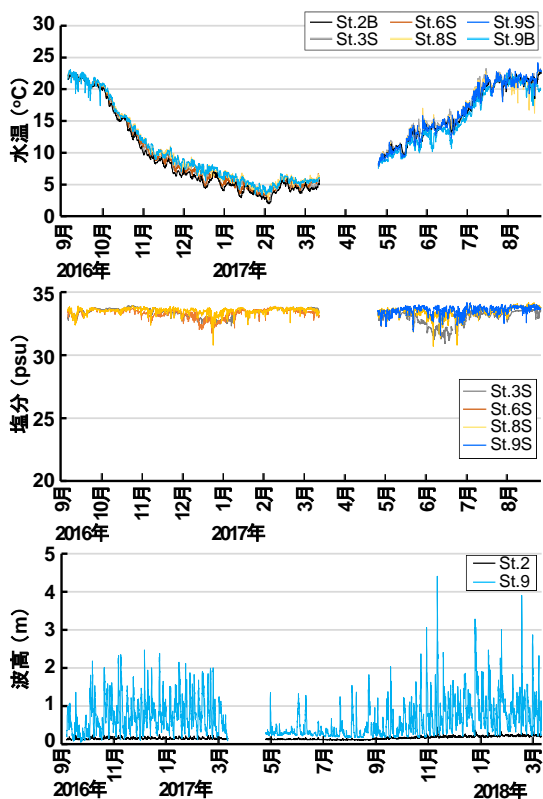 水温 (℃)
30
25
20
15
10
5
0
St.2B St.6S St.9S
St.3S St.8S St.9B
9月 10月 11月 12月 1月 2月 3月 4月 5月 6月 7月 8月
2016年 2017年
塩分 (psu)
35
30
25
20
St.3S
St.6S
St.8S
St.9S
9月 10月 11月 12月 1月 2月 3月 4月 5月 6月 7月 8月
2016年 2017年
波高 (m)
5
4
3
2
1
0
St.2
St.9
9月 11月 1月 3月 5月 7月 9月 11月 1月 3月
2016年 2017年 2018年